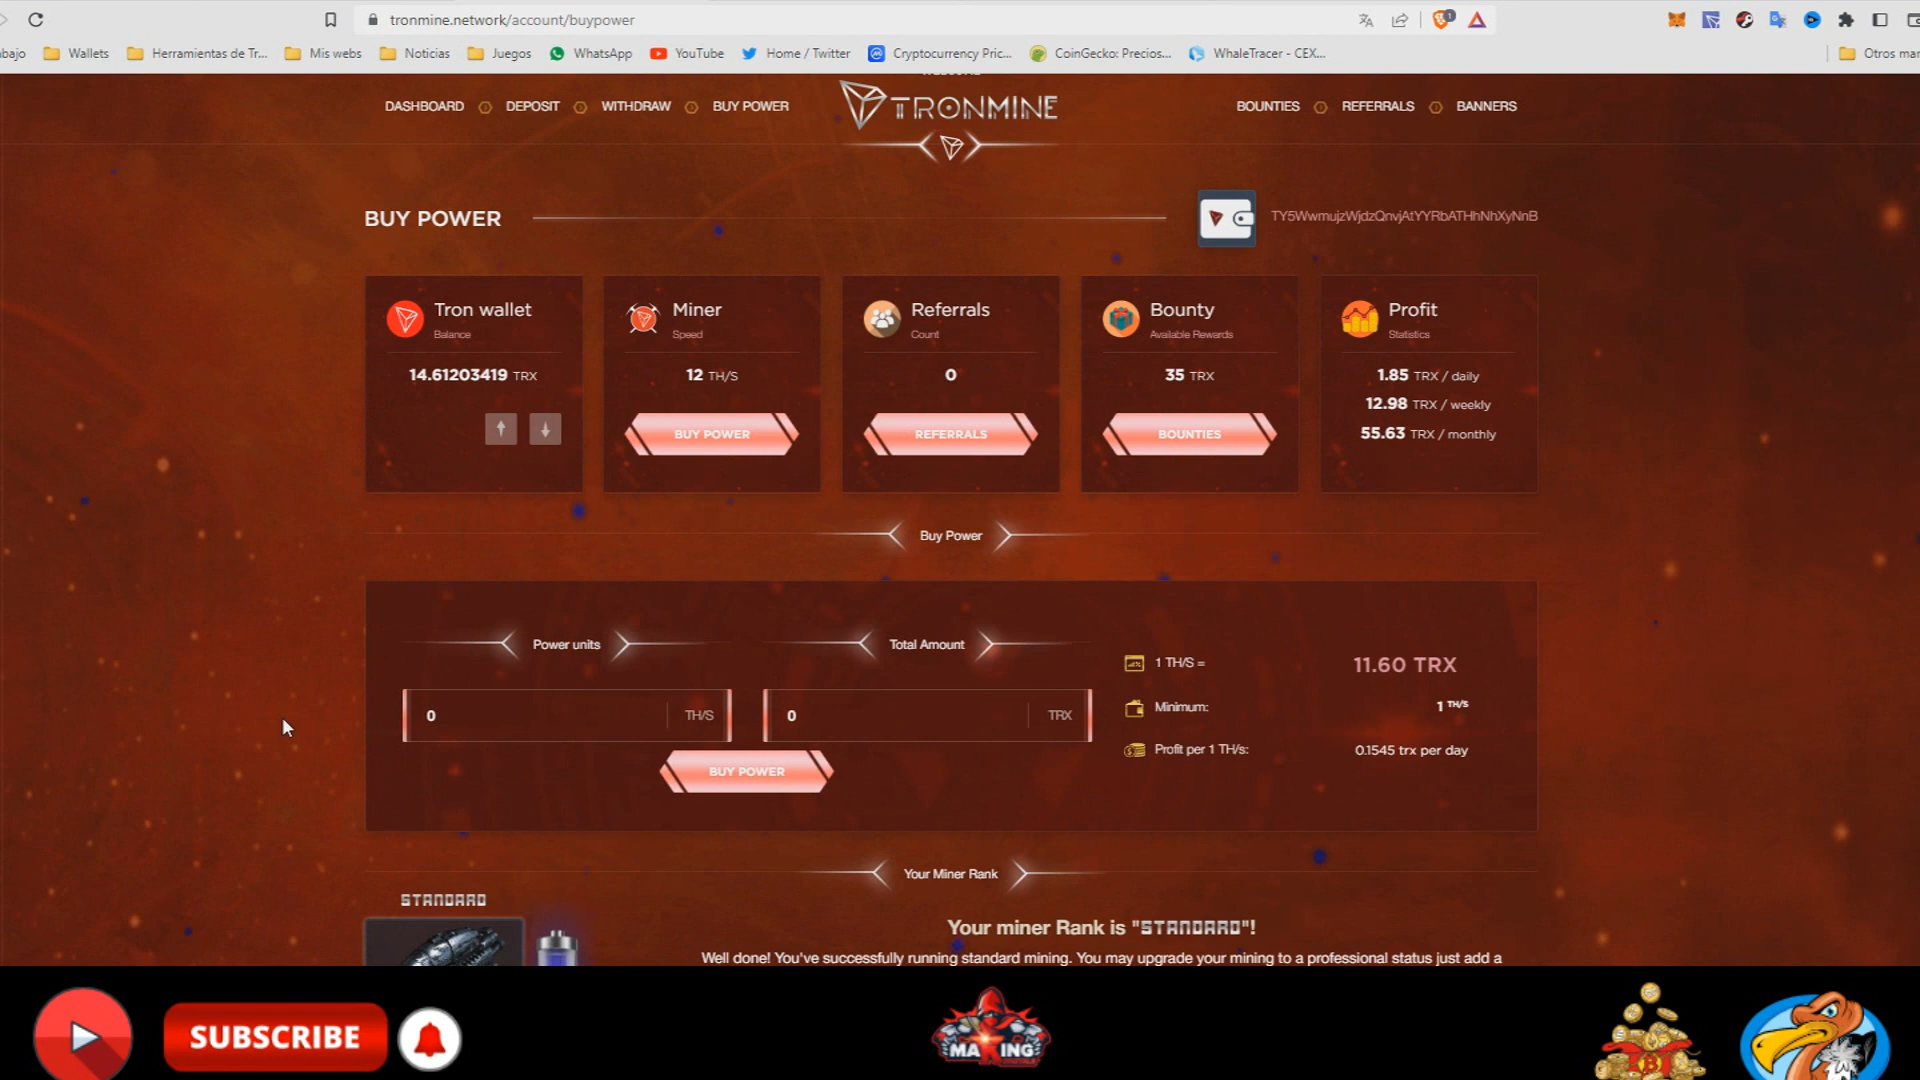 tronmine.network/account/buypower
1
abajo
Wallets
Herramientas de Tr...
Mis webs
Noticias
Juegos
WhatsApp
YouTube
Home / Twitter
Cryptocurrency Pric...
CoinGecko: Precios...
WhaleTracer - CEX...
Otros mar
DASHBOARD
DEPOSIT
WITHDRAW
BUY POWER
TRONMINE
BOUNTIES
REFERRALS
BANNERS
BUY POWER
TY5WwmujzWjdzQnvjAtYYRbATHhNhXyNnB
Tron wallet
Balance
14.61203419 TRX
Miner
Speed
12 TH/S
BUY POWER
Referrals
Count
0
REFERRALS
Bounty
Available Rewards
35 TRX
BOUNTIES
Profit
Statistics
1.85 TRX / daily
12.98 TRX / weekly
55.63 TRX / monthly
Buy Power
Power units
0 TH/S
Total Amount
0 TRX
BUY POWER
1 TH/S = 11.60 TRX
Minimum: 1 TH/S
Profit per 1 TH/s: 0.1545 trx per day
Your Miner Rank
STANDARD
Your miner Rank is "STANDARD"!
Well done! You've successfully running standard mining. You may upgrade your mining to a professional status just add a
SUBSCRIBE
MAKING